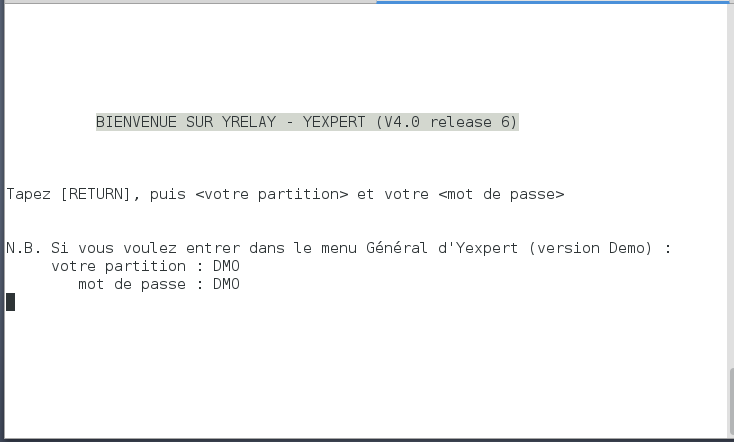 BIENVENUE SUR YRELAY - YEXPERT (V4.0 release 6)
Tapez [RETURN], puis <votre partition> et votre <mot de passe>
N.B. Si vous voulez entrer dans le menu Général d'Yexpert (version Demo) :
votre partition : DMO
mot de passe : DMO